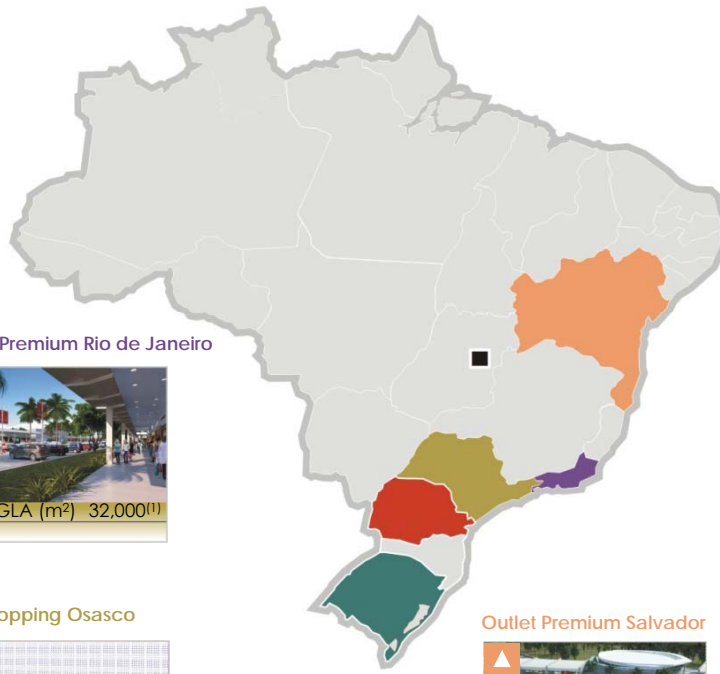 Premium Rio de Janeiro
GLA (m²) 32,000⁽¹⁾
opping Osasco
Outlet Premium Salvador